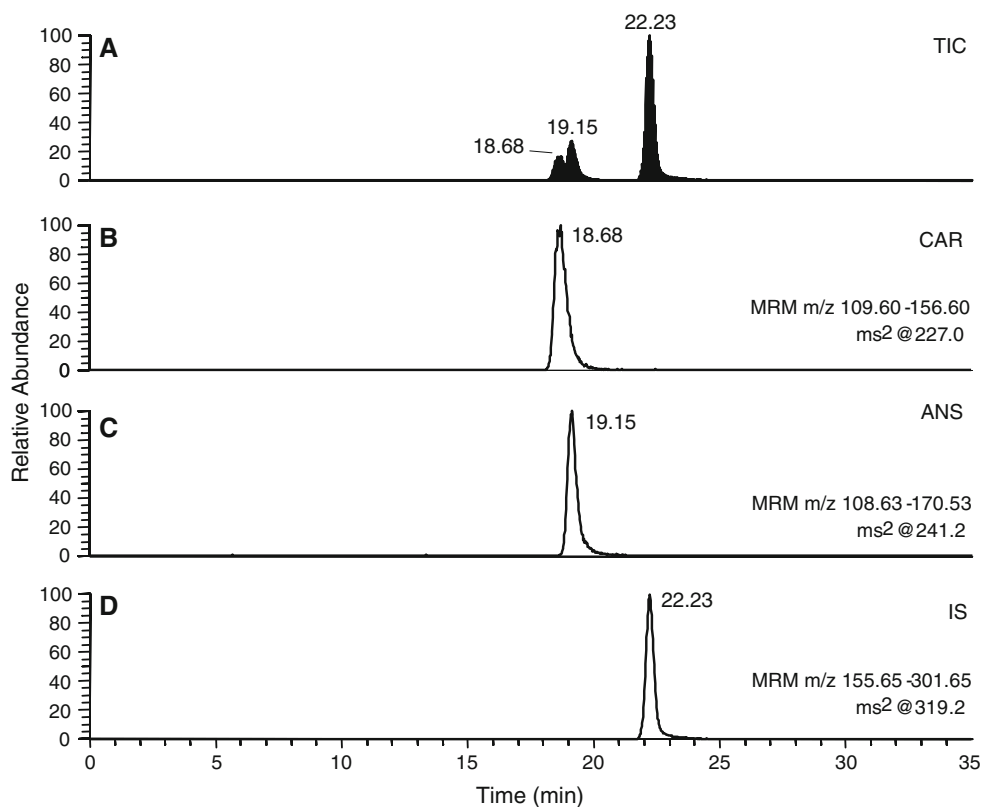 22.23
100
A
TIC
80
60
19.15
40
18.68
20
0
100
B
18.68
CAR
80
60
MRM m/z 109.60-156.60
40
ms2 @227.0
20
0
100
C
19.15
ANS
80
60
40
MRM m/z 108.63-170.53
20
ms2 @241.2
0
100
D
22.23
IS
80
60
MRM m/z 155.65-301.65
40
ms2 @319.2
20
0
Relative Abundance
0 5 10 15 20 25 30 35
Time (min)